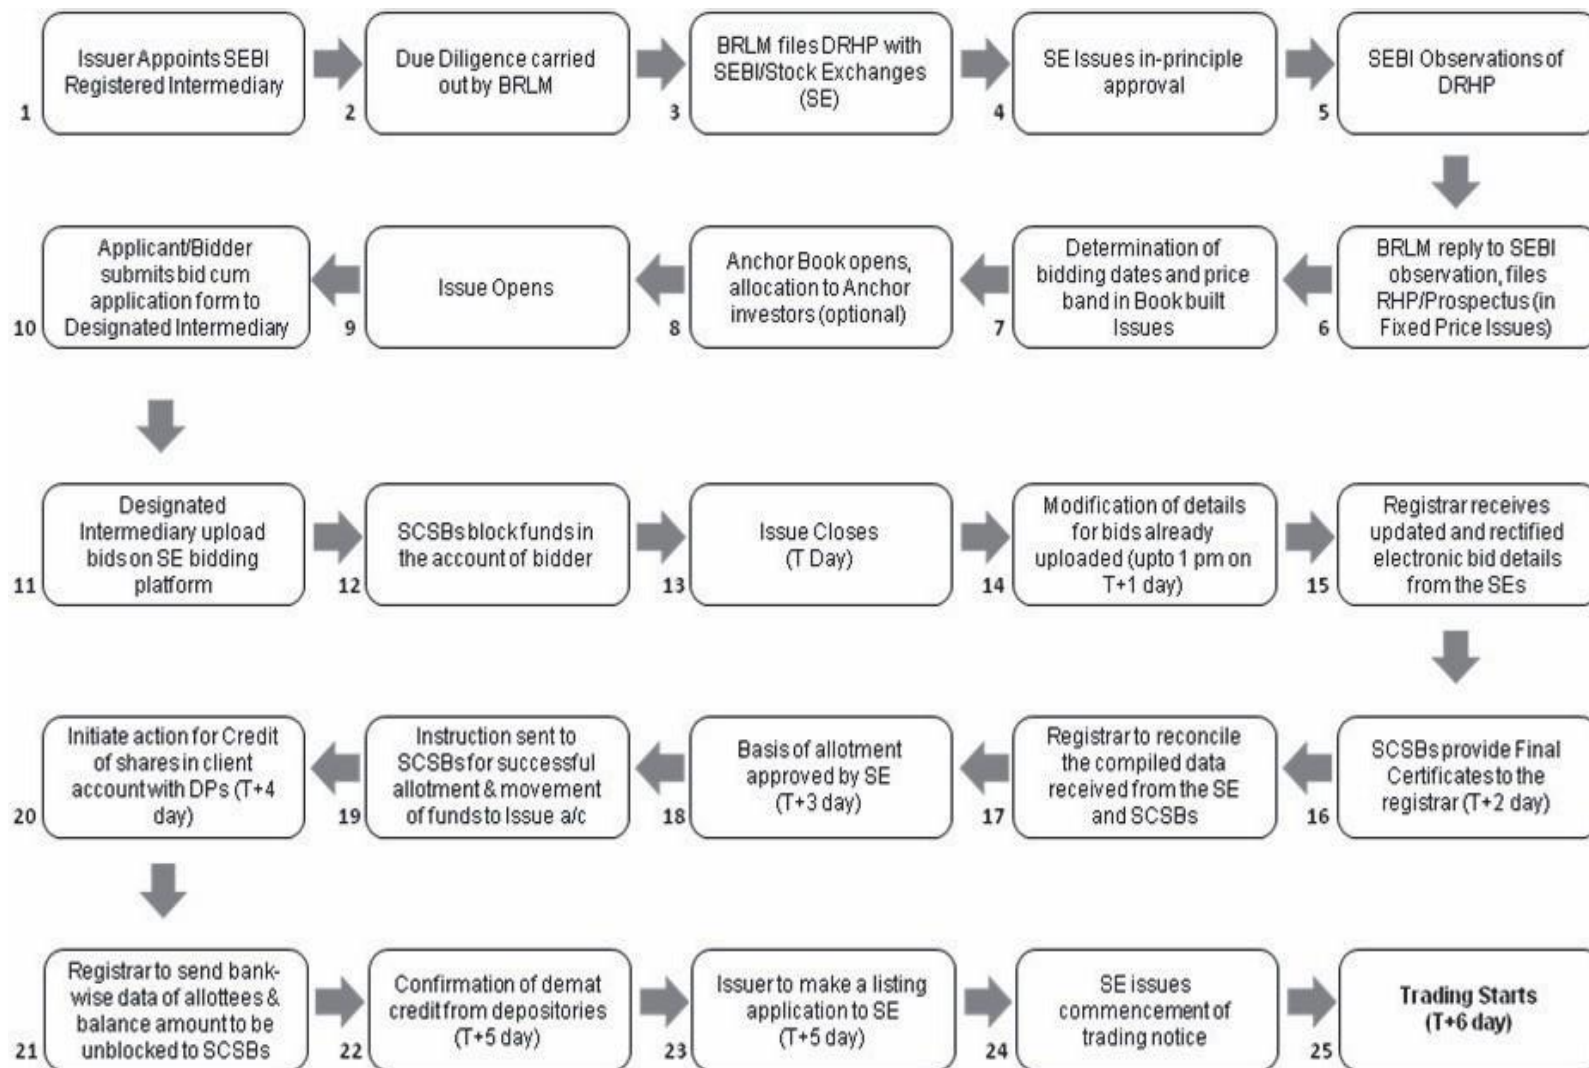 1
Issuer Appoints SEBI
Registered Intermediary
2
Due Diligence carried
out by BRLM
3
BRLM files DRHP with
SEBI/Stock Exchanges
(SE)
4
SE Issues in-principle
approval
5
SEBI Observations of
DRHP
6
BRLM reply to SEBI
observation, files
RHP/Prospectus (in
Fixed Price Issues)
7
Determination of
bidding dates and price
band in Book built
Issues
8
Anchor Book opens,
allocation to Anchor
investors (optional)
9
Issue Opens
10
Applicant/Bidder
submits bid cum
application form to
Designated Intermediary
11
Designated
Intermediary upload
bids on SE bidding
platform
12
SCSBs block funds in
the account of bidder
13
Issue Closes
(T Day)
14
Modification of details
for bids already
uploaded (upto 1 pm on
T+1 day)
15
Registrar receives
updated and rectified
electronic bid details
from the SEs
16
SCSBs provide Final
Certificates to the
registrar (T+2 day)
17
Registrar to reconcile
the compiled data
received from the SE
and SCSBs
18
Basis of allotment
approved by SE
(T+3 day)
19
Instruction sent to
SCSBs for successful
allotment & movement
of funds to Issue a/c
20
Initiate action for Credit
of shares in client
account with DPs (T+4
day)
21
Registrar to send bank-
wise data of allottees &
balance amount to be
unblocked to SCSBs
22
Confirmation of demat
credit from depositories
(T+5 day)
23
Issuer to make a listing
application to SE
(T+5 day)
24
SE issues
commencement of
trading notice
25
Trading Starts
(T+6 day)